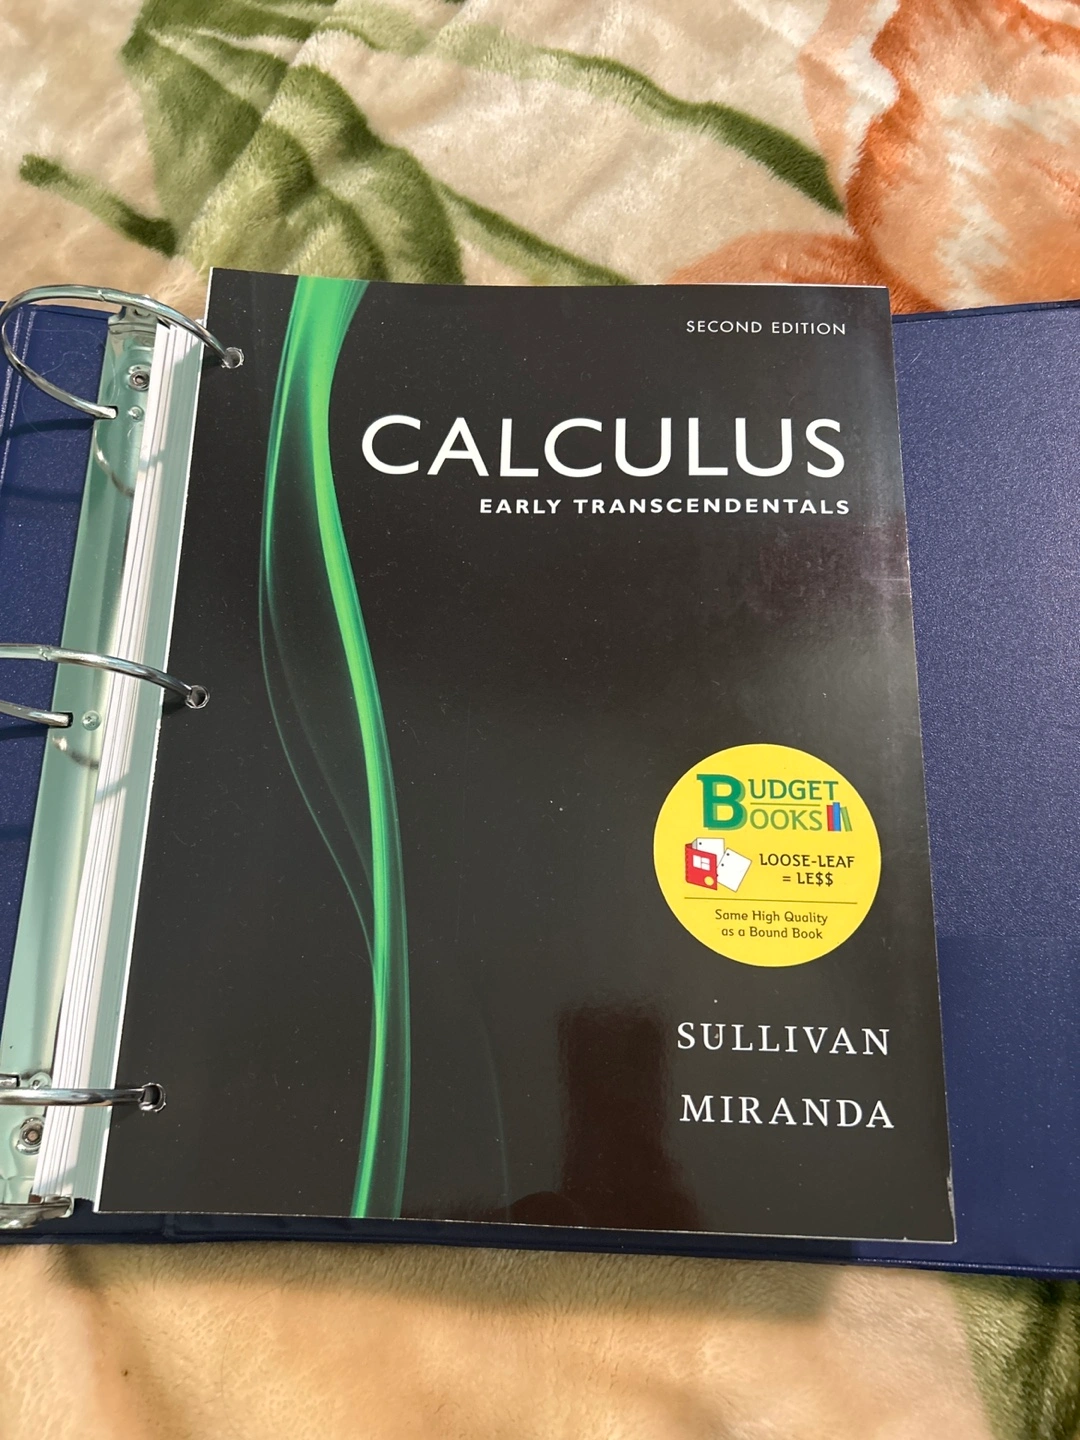 SECOND EDITION
CALCULUS
EARLY TRANSCENDENTALS
BUDGET
BOOKS
LOOSE-LEAF
= LE$$
Same High Quality
as a Bound Book
SULLIVAN
MIRANDA